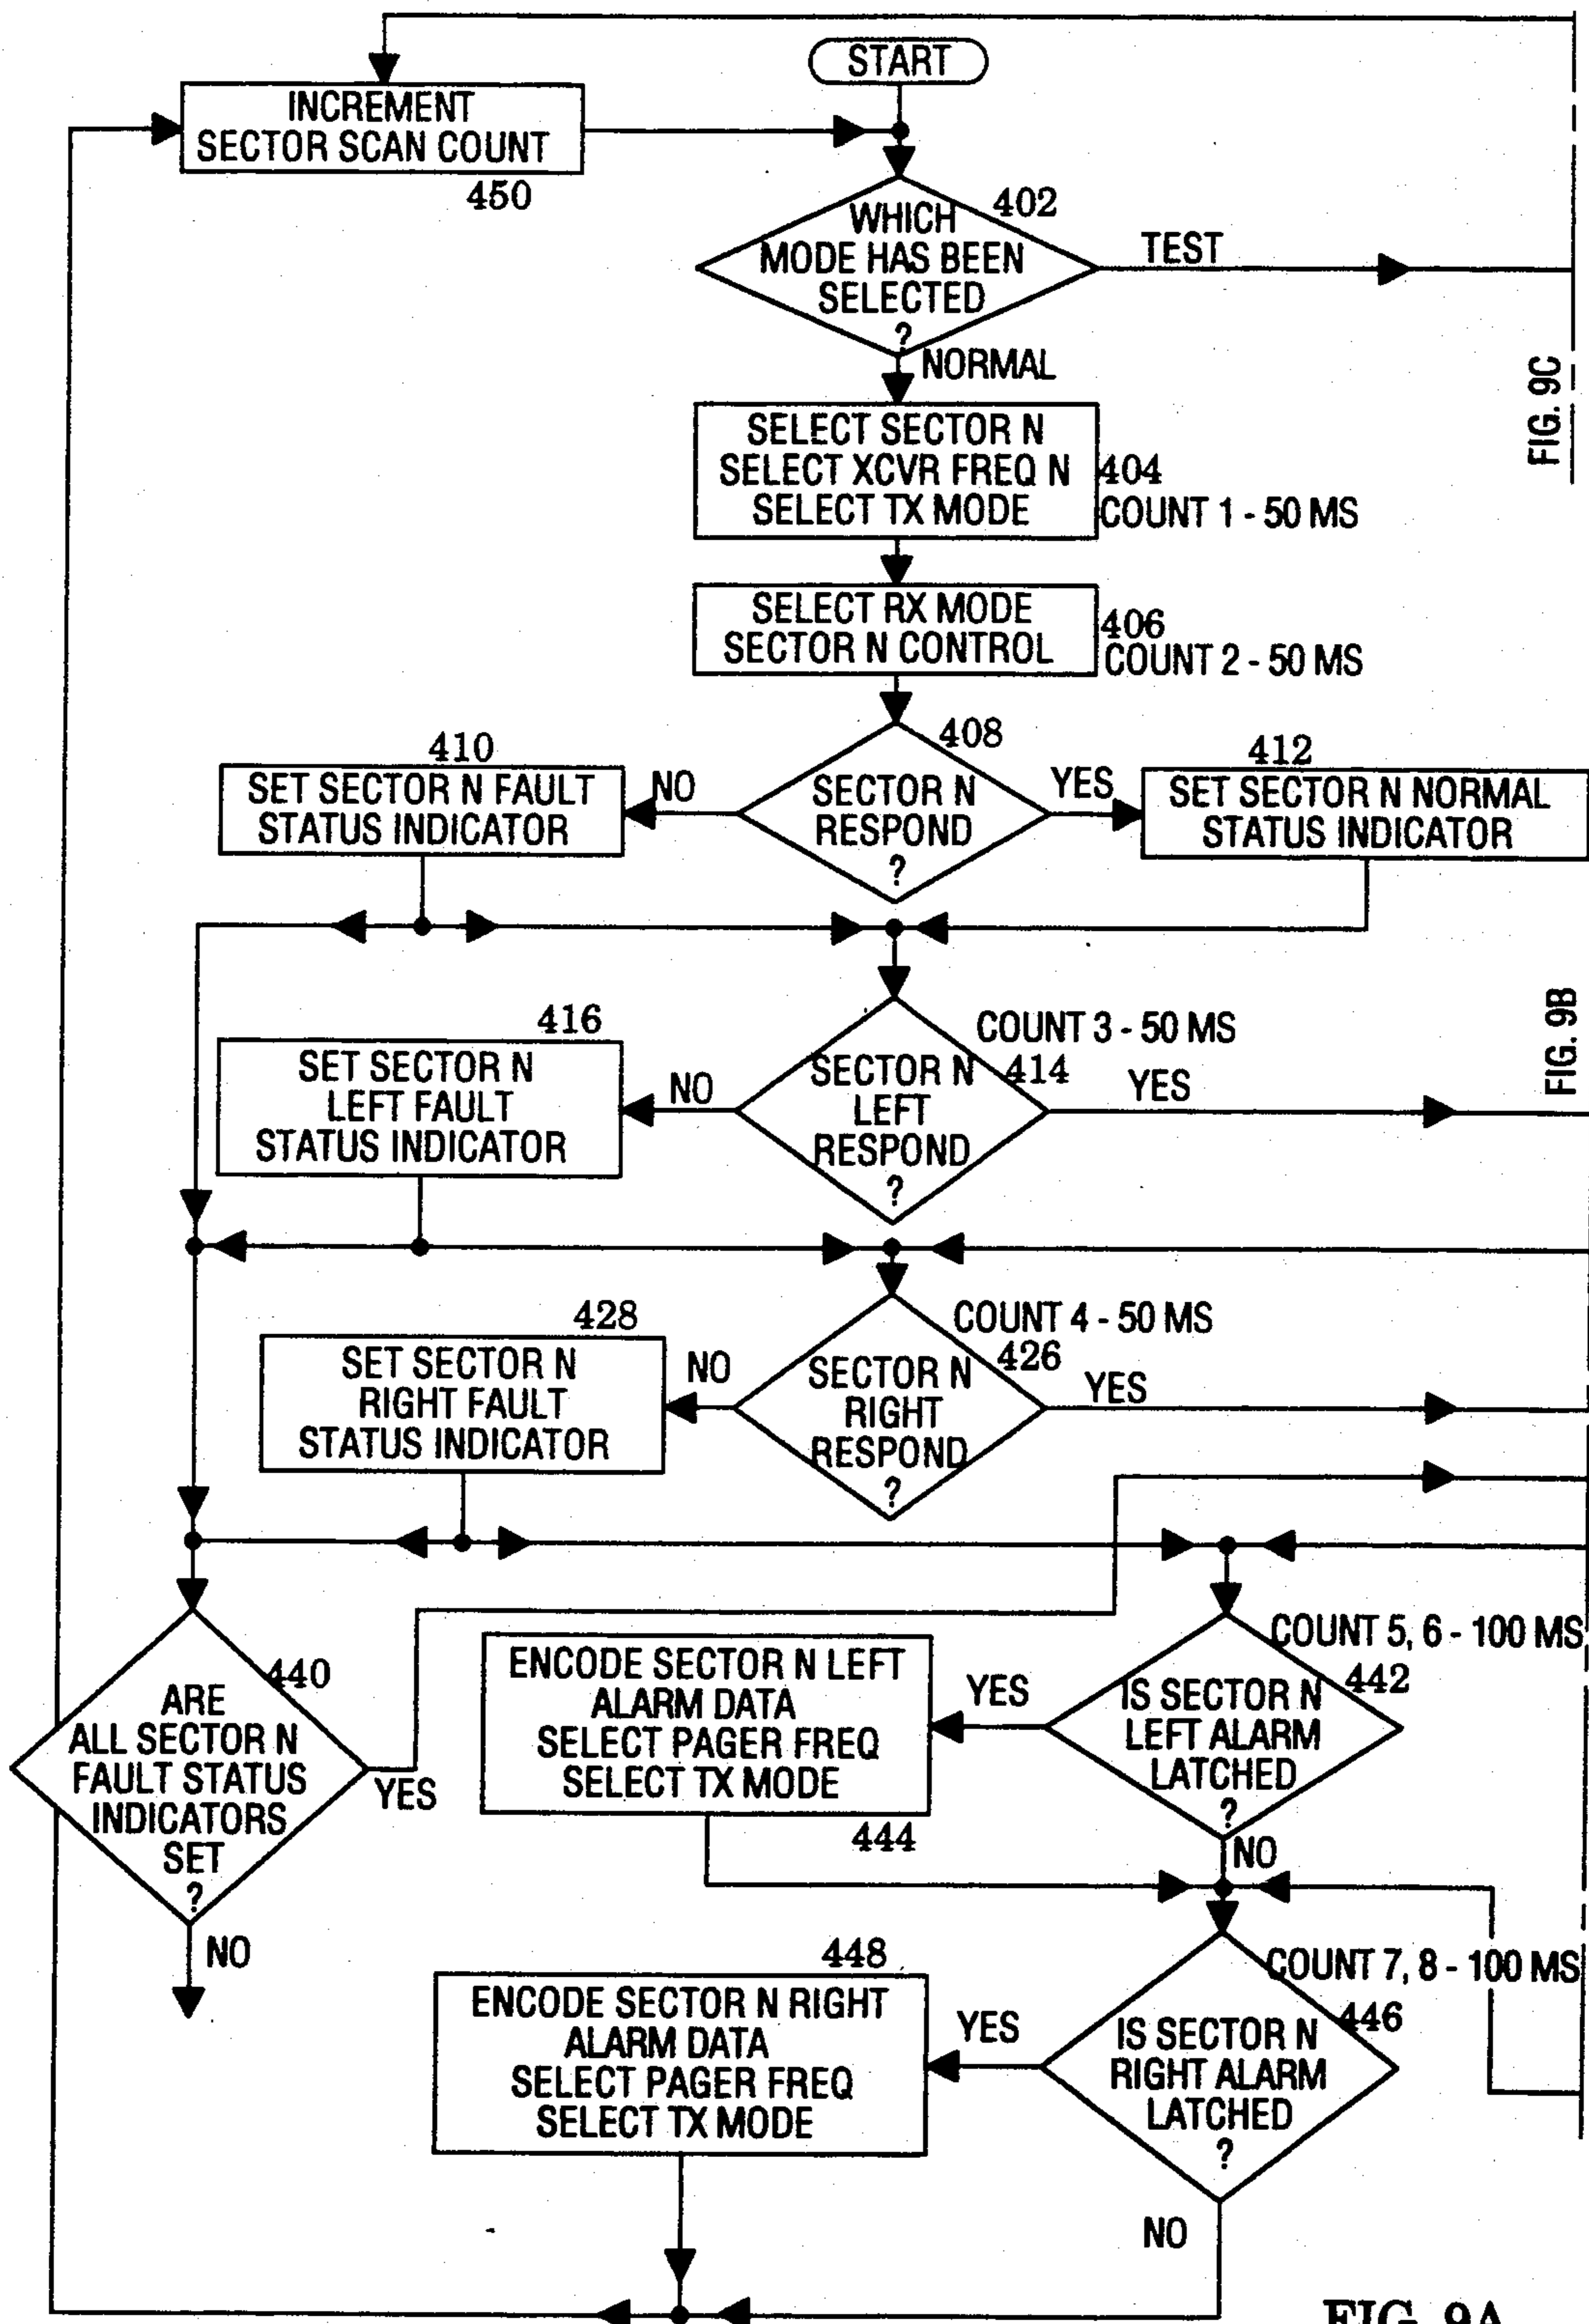 START
INCREMENT
SECTOR SCAN COUNT
450
WHICH
MODE HAS BEEN
SELECTED
?
402
TEST
NORMAL
FIG. 9C
SELECT SECTOR N
SELECT XCVR FREQ N
SELECT TX MODE
404
COUNT 1 - 50 MS
SELECT RX MODE
SECTOR N CONTROL
406
COUNT 2 - 50 MS
408
SECTOR N
RESPOND
?
NO
YES
410
SET SECTOR N FAULT
STATUS INDICATOR
412
SET SECTOR N NORMAL
STATUS INDICATOR
COUNT 3 - 50 MS
414
SECTOR N
LEFT
RESPOND
?
NO
YES
FIG. 9B
416
SET SECTOR N
LEFT FAULT
STATUS INDICATOR
COUNT 4 - 50 MS
426
SECTOR N
RIGHT
RESPOND
?
NO
YES
428
SET SECTOR N
RIGHT FAULT
STATUS INDICATOR
440
ARE
ALL SECTOR N
FAULT STATUS
INDICATORS
SET
?
YES
NO
COUNT 5, 6 - 100 MS
442
IS SECTOR N
LEFT ALARM
LATCHED
?
YES
NO
ENCODE SECTOR N LEFT
ALARM DATA
SELECT PAGER FREQ
SELECT TX MODE
444
COUNT 7, 8 - 100 MS
446
IS SECTOR N
RIGHT ALARM
LATCHED
?
YES
NO
448
ENCODE SECTOR N RIGHT
ALARM DATA
SELECT PAGER FREQ
SELECT TX MODE
FIG. 9A